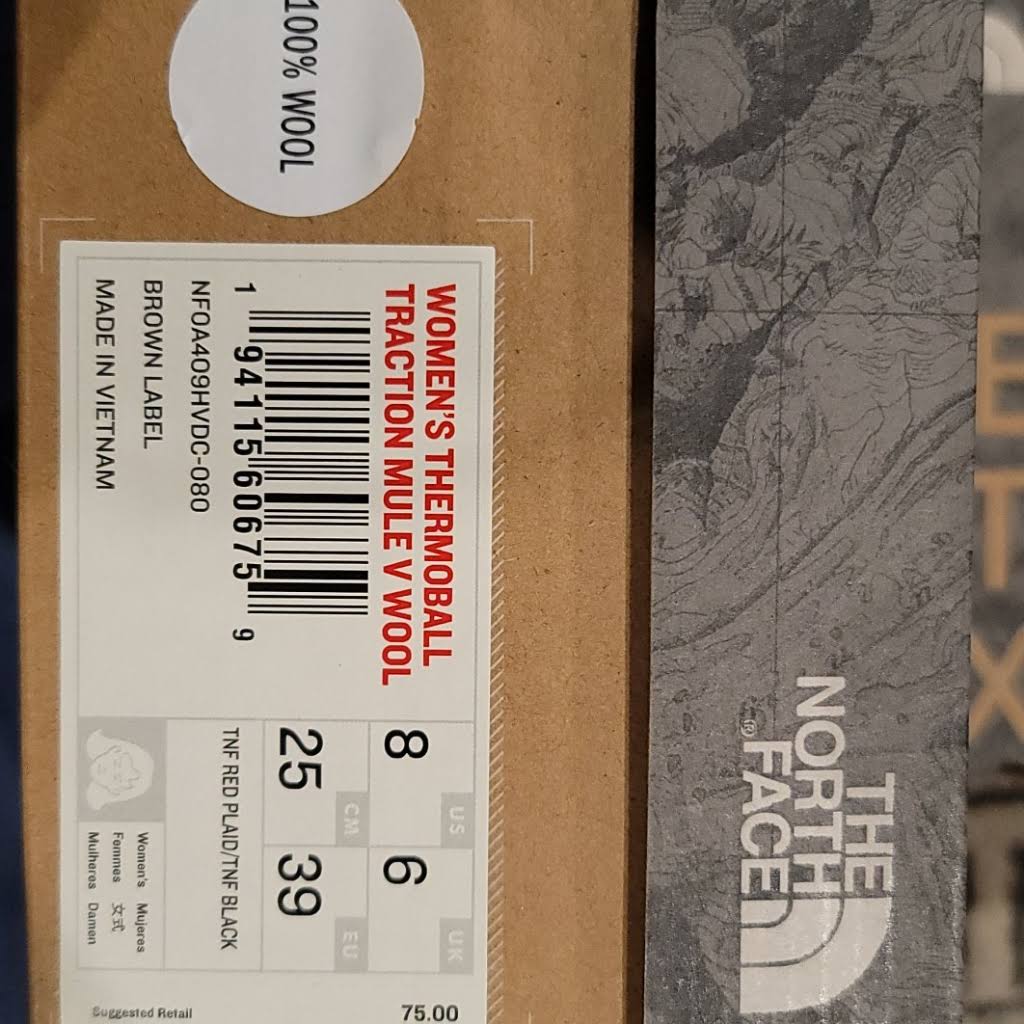 100% WOOL
WOMEN'S THERMOBALL
TRACTION MULE V WOOL
1 94115 60675 9
NF0A4O9HVDC-080
BROWN LABEL
MADE IN VIETNAM
8 US
6 UK
25 CM
39 EU
TNF RED PLAID/TNF BLACK
Women's Mujeres
Femmes 女式
Mulheres Damen
75.00
Suggested Retail
THE
NORTH
FACE®
ETX